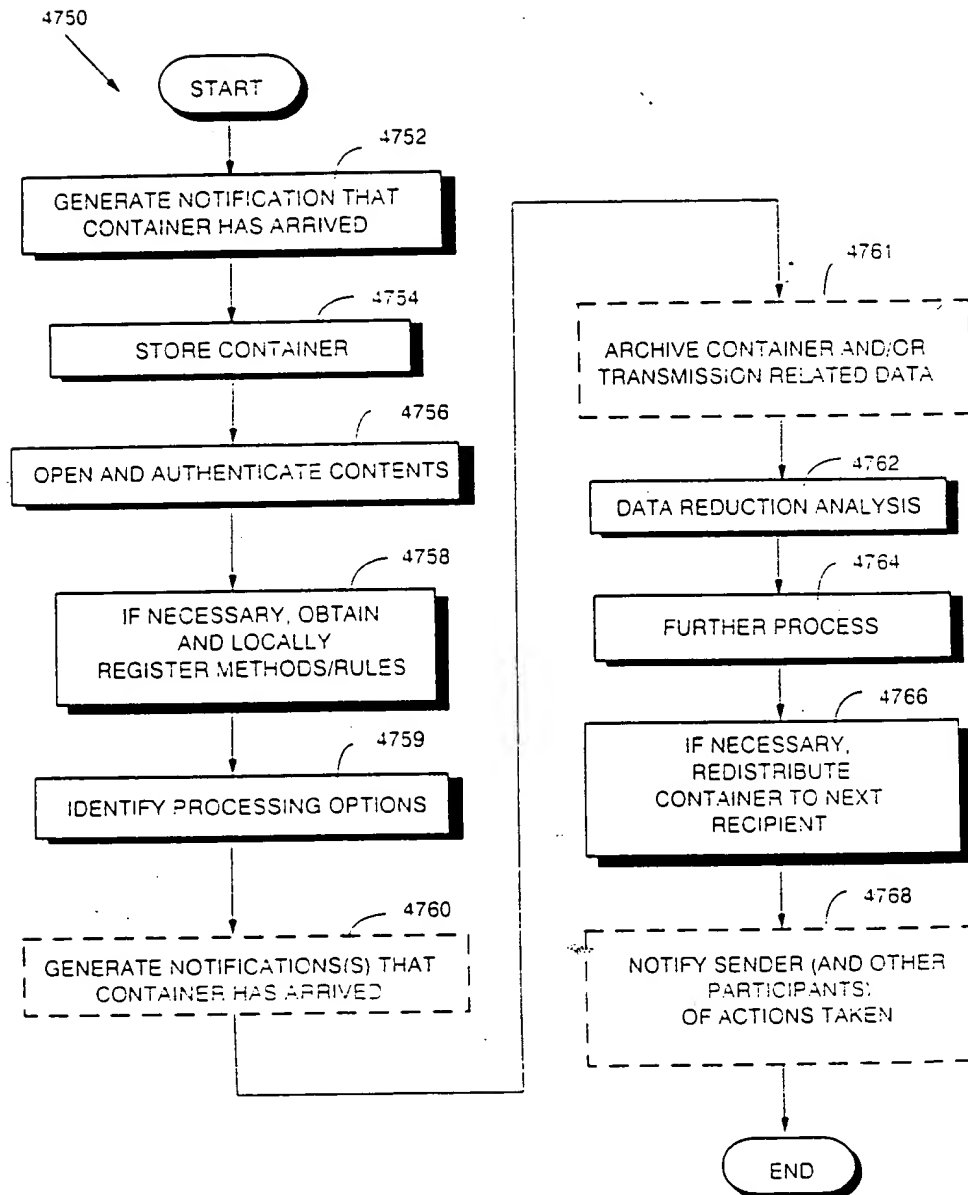 4750
START
4752
GENERATE NOTIFICATION THAT
CONTAINER HAS ARRIVED
4754
STORE CONTAINER
4756
OPEN AND AUTHENTICATE CONTENTS
4758
IF NECESSARY, OBTAIN
AND LOCALLY
REGISTER METHODS/RULES
4759
IDENTIFY PROCESSING OPTIONS
4760
GENERATE NOTIFICATIONS(S) THAT
CONTAINER HAS ARRIVED
4761
ARCHIVE CONTAINER AND/OR
TRANSMISSION RELATED DATA
4762
DATA REDUCTION ANALYSIS
4764
FURTHER PROCESS
4766
IF NECESSARY,
REDISTRIBUTE
CONTAINER TO NEXT
RECIPIENT
4768
NOTIFY SENDER (AND OTHER
PARTICIPANTS)
OF ACTIONS TAKEN
END